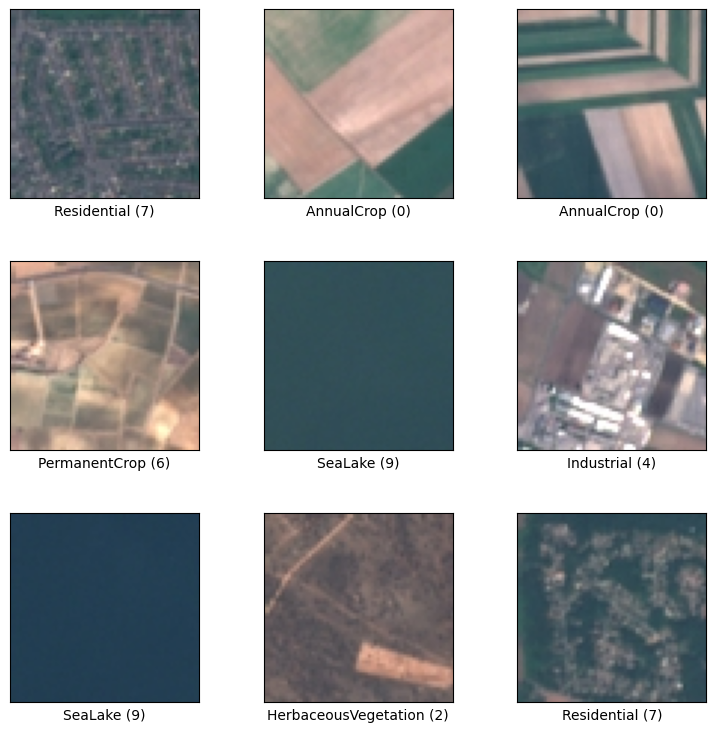 Residential (7)
AnnualCrop (0)
AnnualCrop (0)
PermanentCrop (6)
SeaLake (9)
Industrial (4)
SeaLake (9)
HerbaceousVegetation (2)
Residential (7)